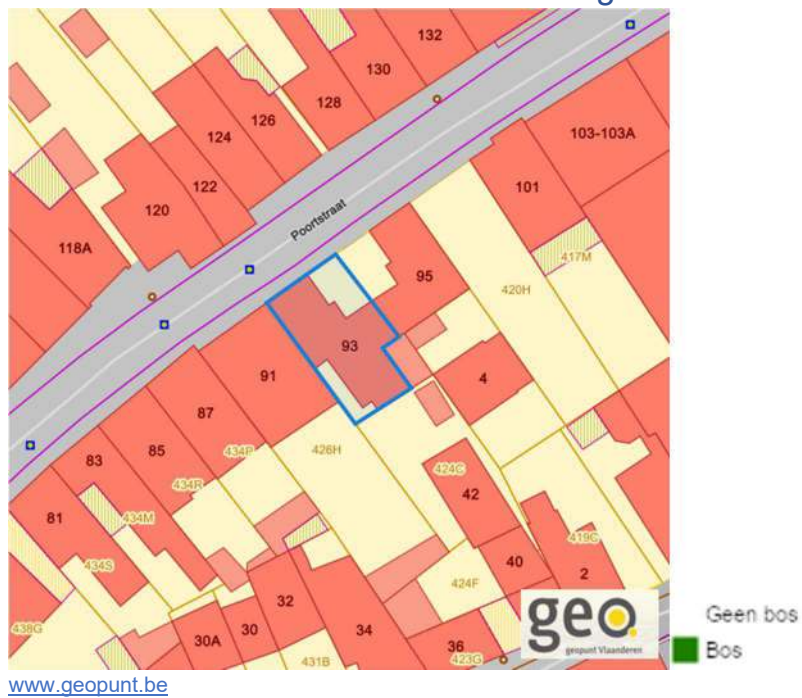 132
130
128
126
124
122
120
118A
103-103A
101
Poortstraat
417M
95
420H
93
91
4
87
434P
426H
85
434R
83
424C
42
81
434M
434S
419C
40
2
424F
32
30
30A
34
36
438G
431B
423G
geo.
geopunt Vlaanderen
Geen bos
Bos
www.geopunt.be